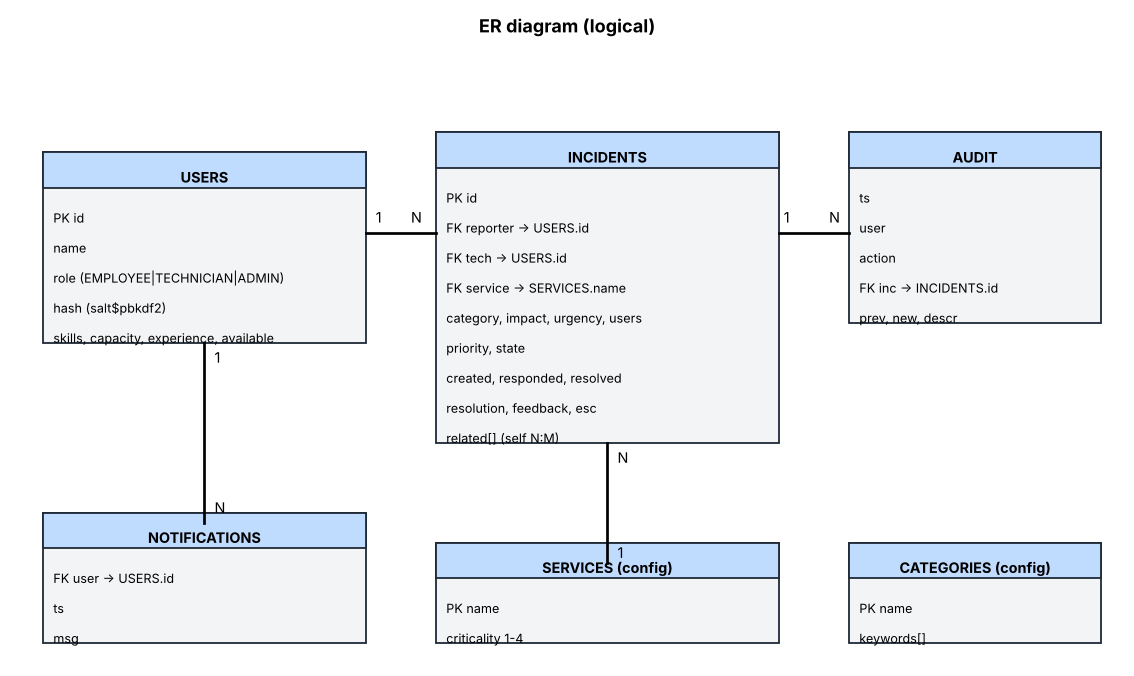 ER diagram (logical)
USERS
PK id
name
role (EMPLOYEE|TECHNICIAN|ADMIN)
hash (salt$pbkdf2)
skills, capacity, experience, available
1
N
INCIDENTS
PK id
FK reporter → USERS.id
FK tech → USERS.id
FK service → SERVICES.name
category, impact, urgency, users
priority, state
created, responded, resolved
resolution, feedback, esc
related[] (self N:M)
1
N
AUDIT
ts
user
action
FK inc → INCIDENTS.id
prev, new, descr
1
N
NOTIFICATIONS
FK user → USERS.id
ts
msg
N
1
SERVICES (config)
PK name
criticality 1-4
CATEGORIES (config)
PK name
keywords[]